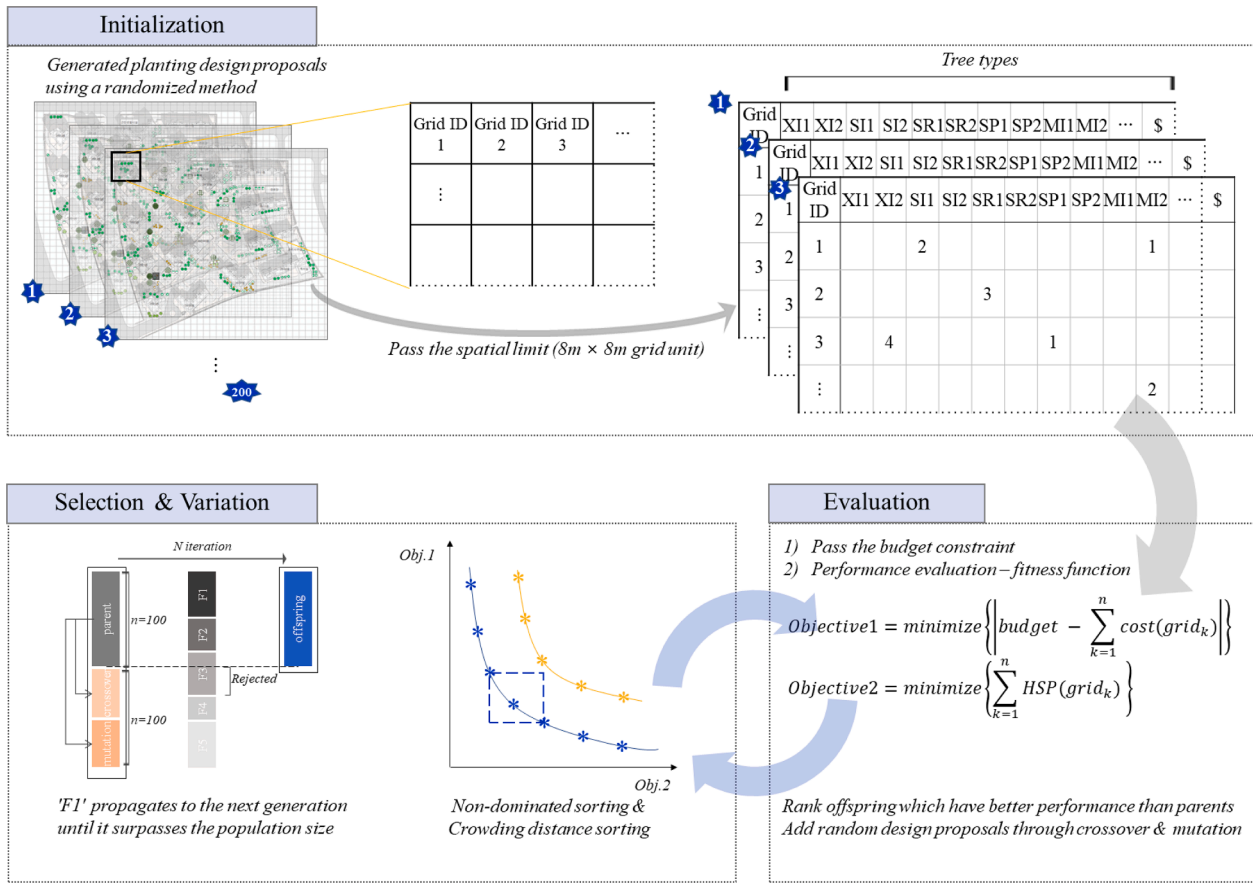 Initialization
Generated planting design proposals
using a randomized method
1
2
3
⋮
200
Grid ID 1
Grid ID 2
Grid ID 3
...
⋮
Pass the spatial limit (8m × 8m grid unit)
Tree types
1
Grid ID XI1 XI2 SI1 SI2 SR1 SR2 SP1 SP2 MI1 MI2 ... $
1
2
3
⋮
2
Grid ID XI1 XI2 SI1 SI2 SR1 SR2 SP1 SP2 MI1 MI2 ... $
1
2
3
⋮
3
Grid ID XI1 XI2 SI1 SI2 SR1 SR2 SP1 SP2 MI1 MI2 ... $
1 2 1
2 3
3 4 1
⋮ 2
Selection & Variation
N iteration
parent
crossover
mutation
n=100
n=100
F1
F2
F3
F4
F5
Rejected
offspring
'F1' propagates to the next generation
until it surpasses the population size
Obj.1
Obj.2
Non-dominated sorting &
Crowding distance sorting
Evaluation
1) Pass the budget constraint
2) Performance evaluation – fitness function
Objective1 = minimize{|budget − ∑_{k=1}^{n} cost(grid_k)|}
Objective2 = minimize{∑_{k=1}^{n} HSP(grid_k)}
Rank offspring which have better performance than parents
Add random design proposals through crossover & mutation